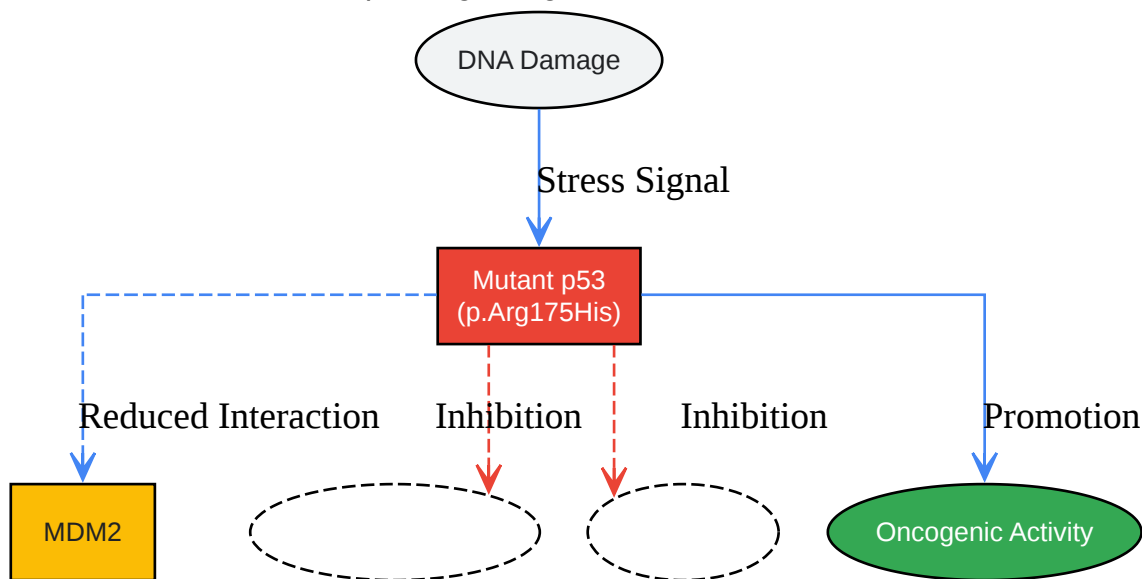 DNA Damage
Stress Signal
Mutant p53
(p.Arg175His)
Reduced Interaction
Inhibition
Inhibition
Promotion
MDM2
Oncogenic Activity